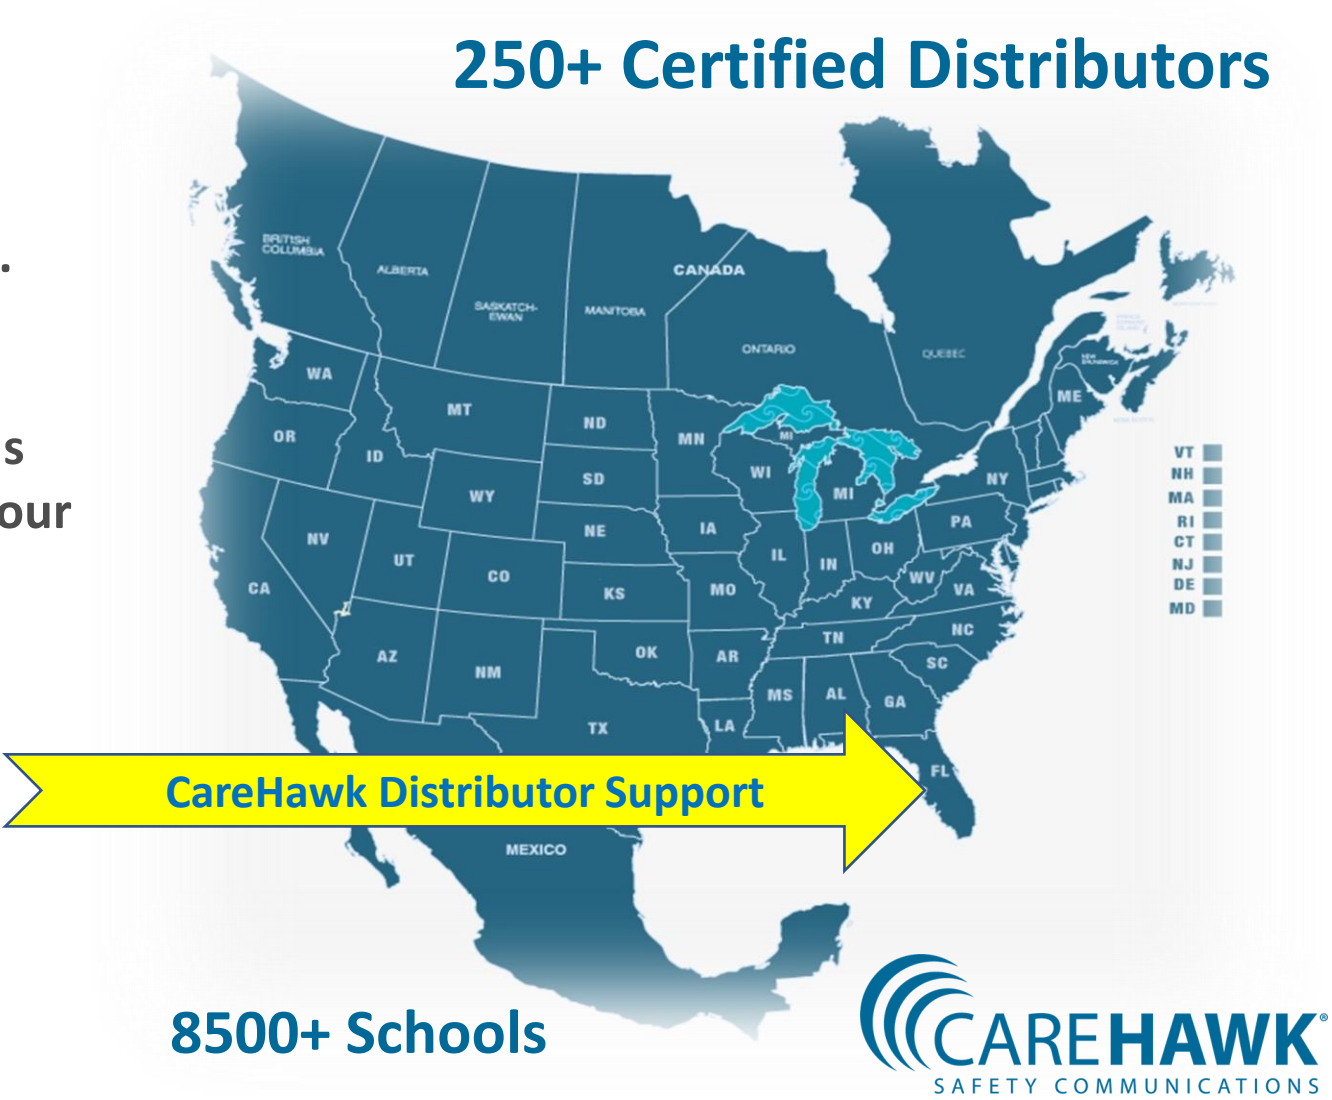 250+ Certified Distributors
.
s
our
BRITISH
COLUMBIA
ALBERTA
SASKATCH-
EWAN
MANITOBA
CANADA
ONTARIO
QUEBEC
NEW
BRUNSWICK
WA
MT
ND
MN
MI
ME
OR
ID
SD
WI
MI
NY
VT
NH
MA
RI
CT
NJ
DE
MD
WY
NE
IA
PA
NV
UT
CO
IL
IN
OH
WV
VA
CA
KS
MO
KY
AZ
NM
OK
AR
TN
NC
SC
TX
LA
MS
AL
GA
FL
CareHawk Distributor Support
MEXICO
8500+ Schools
CAREHAWK®
SAFETY COMMUNICATIONS